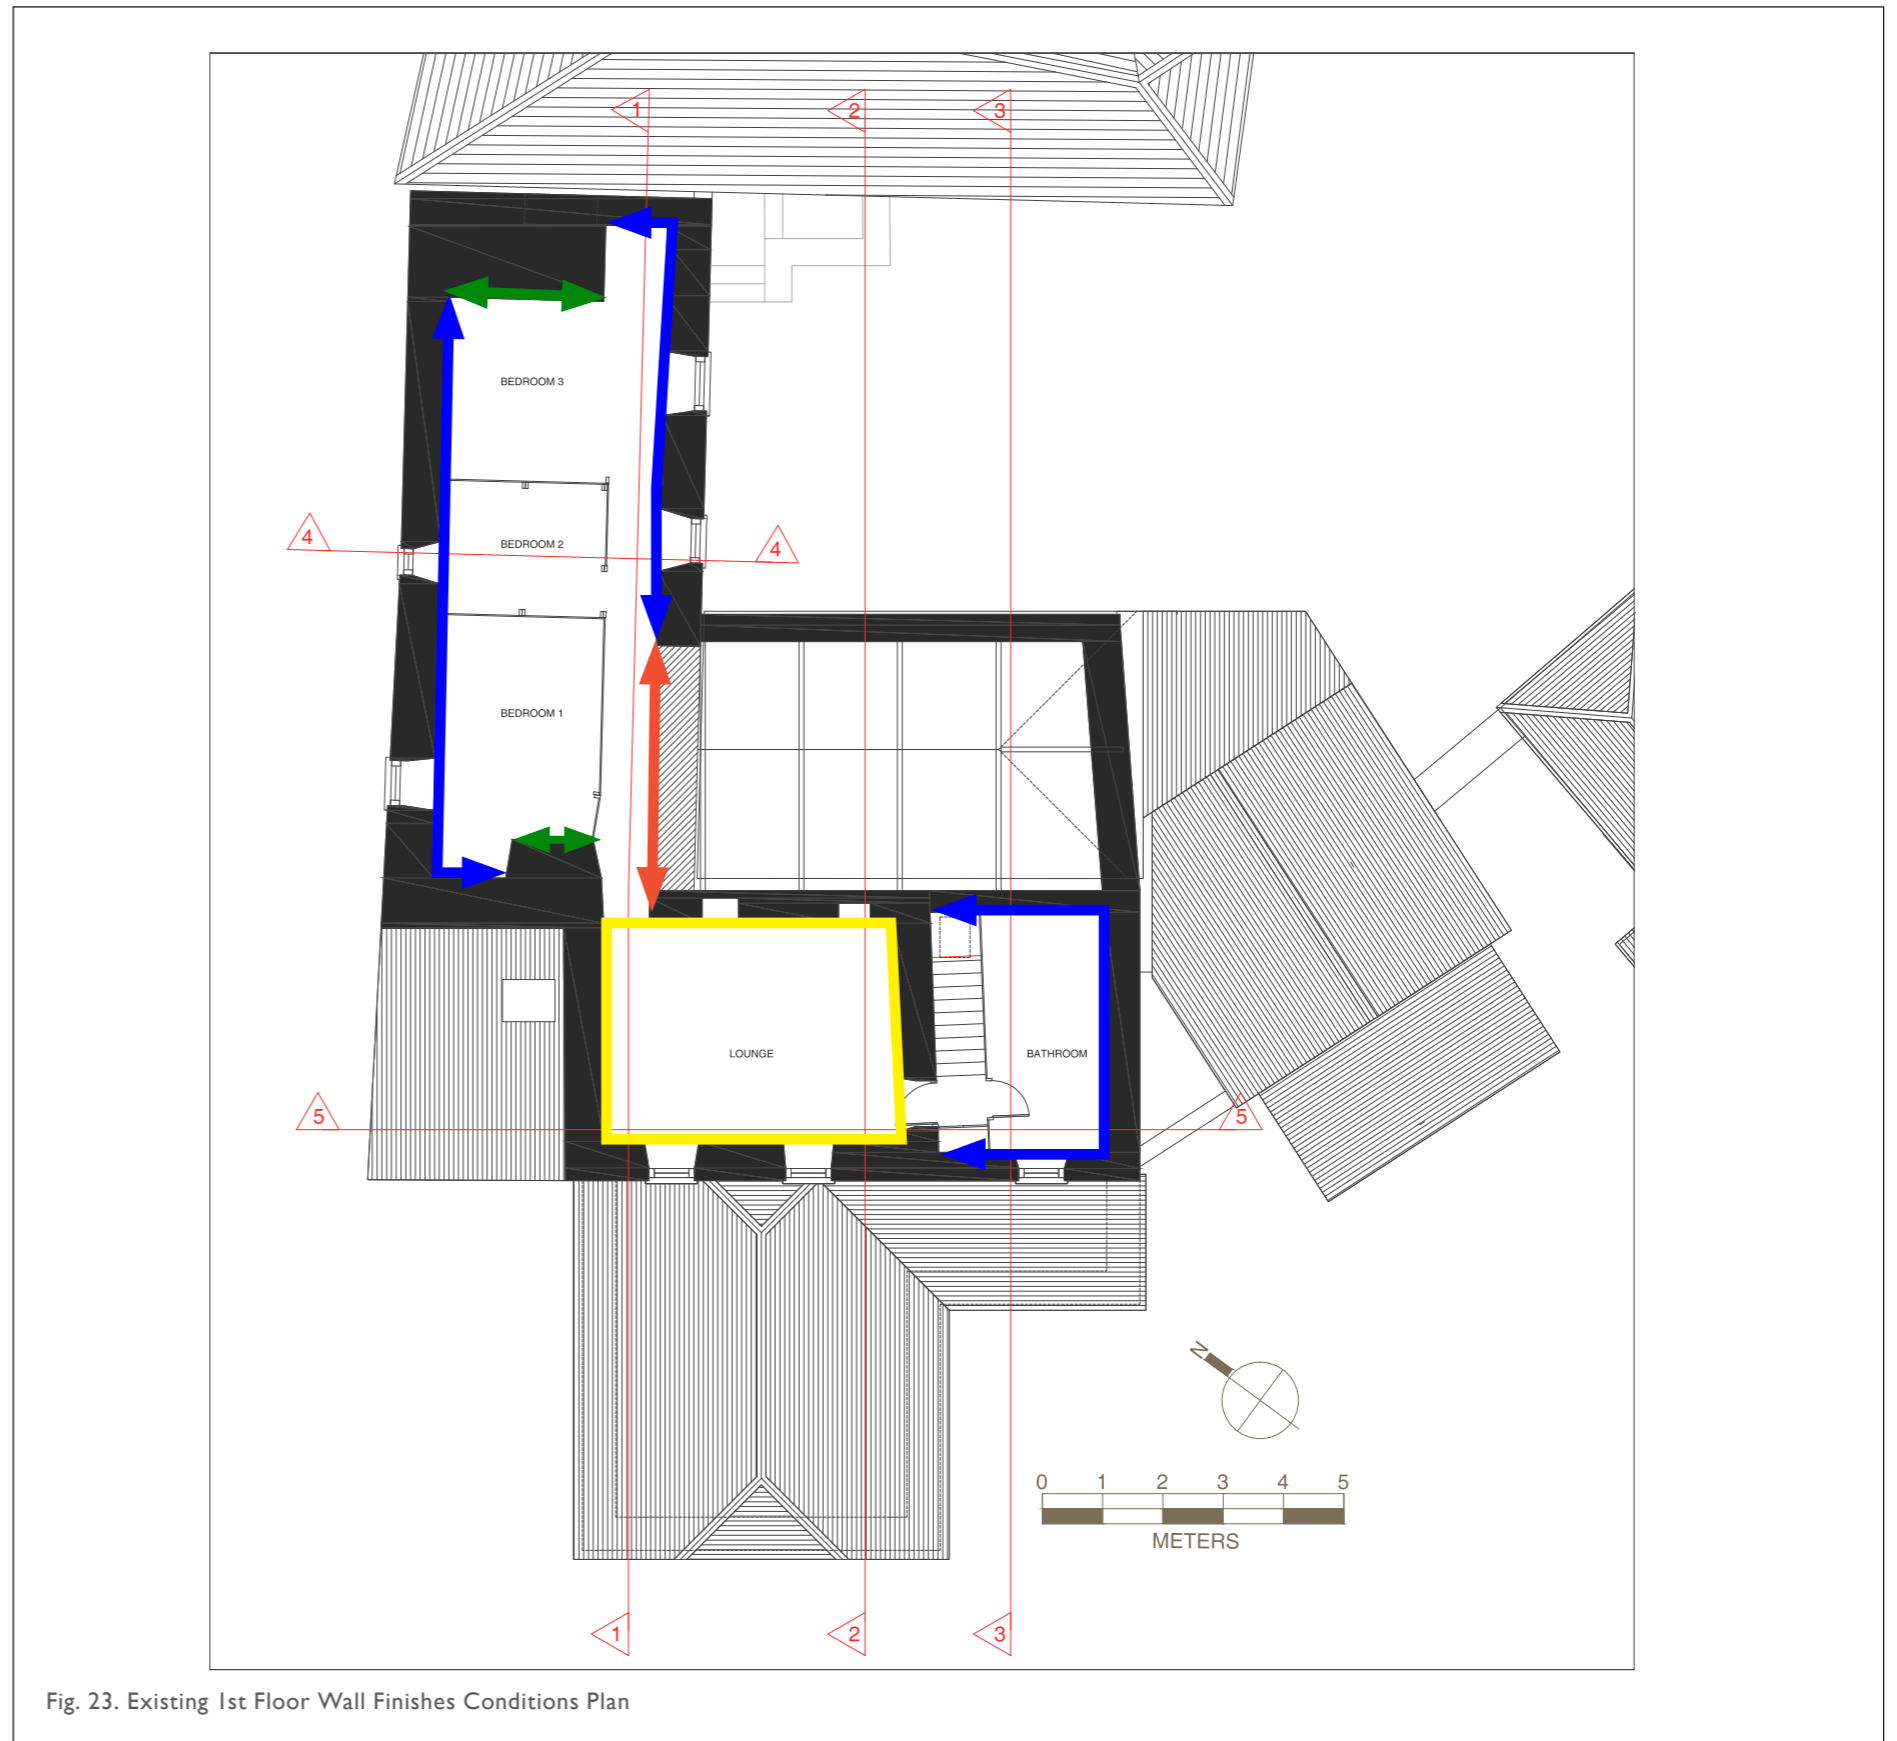 1
2
3
BEDROOM 3
4
4
BEDROOM 2
BEDROOM 1
LOUNGE
BATHROOM
5
5
N
0 1 2 3 4 5
METERS
1
2
3
Fig. 23. Existing 1st Floor Wall Finishes Conditions Plan